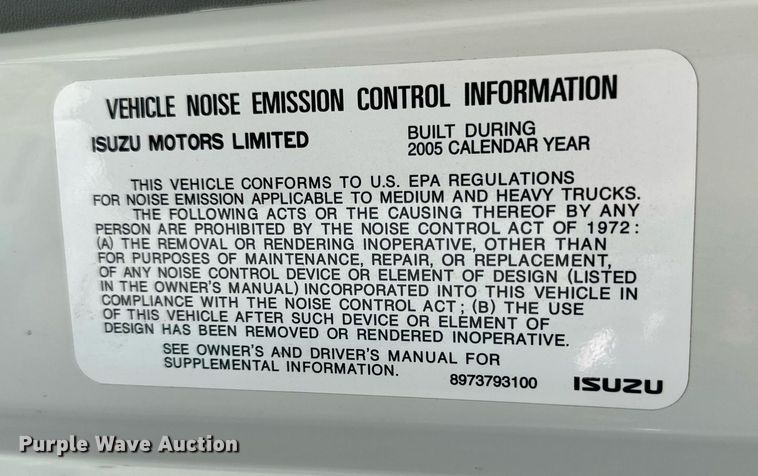 VEHICLE NOISE EMISSION CONTROL INFORMATION
ISUZU MOTORS LIMITED
BUILT DURING
2005 CALENDAR YEAR
THIS VEHICLE CONFORMS TO U.S. EPA REGULATIONS
FOR NOISE EMISSION APPLICABLE TO MEDIUM AND HEAVY TRUCKS.
THE FOLLOWING ACTS OR THE CAUSING THEREOF BY ANY
PERSON ARE PROHIBITED BY THE NOISE CONTROL ACT OF 1972:
(A) THE REMOVAL OR RENDERING INOPERATIVE, OTHER THAN
FOR PURPOSES OF MAINTENANCE, REPAIR, OR REPLACEMENT,
OF ANY NOISE CONTROL DEVICE OR ELEMENT OF DESIGN (LISTED
IN THE OWNER'S MANUAL) INCORPORATED INTO THIS VEHICLE IN
COMPLIANCE WITH THE NOISE CONTROL ACT; (B) THE USE
OF THIS VEHICLE AFTER SUCH DEVICE OR ELEMENT OF
DESIGN HAS BEEN REMOVED OR RENDERED INOPERATIVE.
SEE OWNER'S AND DRIVER'S MANUAL FOR
SUPPLEMENTAL INFORMATION.
8973793100
ISUZU
Purple Wave Auction